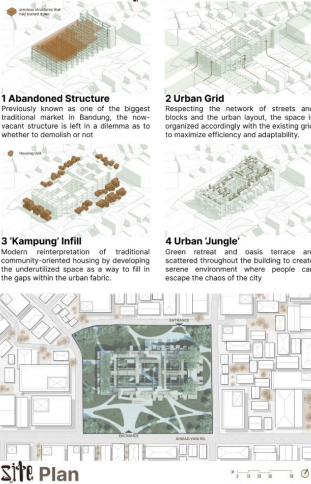 previous structures that
had burned down
1 Abandoned Structure
Previously known as one of the biggest
traditional market in Bandung, the now-
vacant structure is left in a dilemma as to
whether to demolish or not
2 Urban Grid
Respecting the network of streets and
blocks and the urban layout, the space is
organized accordingly with the existing grid
to maximize efficiency and adaptability.
Housing Unit
3 ‘Kampung’ Infill
Modern reinterpretation of traditional
community-oriented housing by developing
the underutilized space as a way to fill in
the gaps within the urban fabric.
4 Urban ‘Jungle’
Green retreat and oasis terrace are
scattered throughout the building to create
serene environment where people can
escape the chaos of the city
ENTRANCE
ENTRANCE
AHMAD YANI RD.
Site Plan